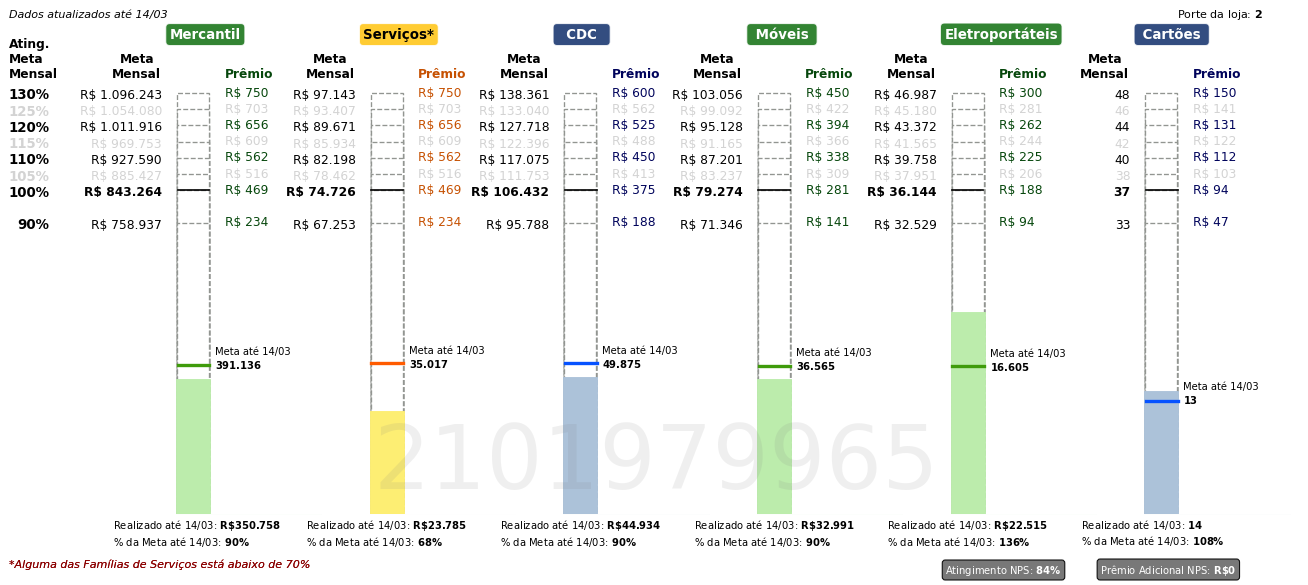 Dados atualizados até 14/03 Porte da loja: 2
Mercantil Serviços* CDC Móveis Eletroportáteis Cartões
Ating. Meta Mensal Meta Mensal Prêmio Meta Mensal Prêmio Meta Mensal Prêmio Meta Mensal Prêmio Meta Mensal Prêmio Meta Mensal Prêmio
130% R$ 1.096.243 R$ 750 R$ 97.143 R$ 750 R$ 138.361 R$ 600 R$ 103.056 R$ 450 R$ 46.987 R$ 300 48 R$ 150
125% R$ 1.054.080 R$ 703 R$ 93.407 R$ 703 R$ 133.040 R$ 562 R$ 99.092 R$ 422 R$ 45.180 R$ 281 46 R$ 141
120% R$ 1.011.916 R$ 656 R$ 89.671 R$ 656 R$ 127.718 R$ 525 R$ 95.128 R$ 394 R$ 43.372 R$ 262 44 R$ 131
115% R$ 969.753 R$ 609 R$ 85.934 R$ 609 R$ 122.396 R$ 488 R$ 91.165 R$ 366 R$ 41.565 R$ 244 42 R$ 122
110% R$ 927.590 R$ 562 R$ 82.198 R$ 562 R$ 117.075 R$ 450 R$ 87.201 R$ 338 R$ 39.758 R$ 225 40 R$ 112
105% R$ 885.427 R$ 516 R$ 78.462 R$ 516 R$ 111.753 R$ 413 R$ 83.237 R$ 309 R$ 37.951 R$ 206 38 R$ 103
100% R$ 843.264 R$ 469 R$ 74.726 R$ 469 R$ 106.432 R$ 375 R$ 79.274 R$ 281 R$ 36.144 R$ 188 37 R$ 94
90% R$ 758.937 R$ 234 R$ 67.253 R$ 234 R$ 95.788 R$ 188 R$ 71.346 R$ 141 R$ 32.529 R$ 94 33 R$ 47
Meta até 14/03 Meta até 14/03 Meta até 14/03 Meta até 14/03 Meta até 14/03 Meta até 14/03
391.136 35.017 49.875 36.565 16.605 13
2101979965
Realizado até 14/03: R$350.758 Realizado até 14/03: R$23.785 Realizado até 14/03: R$44.934 Realizado até 14/03: R$32.991 Realizado até 14/03: R$22.515 Realizado até 14/03: 14
% da Meta até 14/03: 90% % da Meta até 14/03: 68% % da Meta até 14/03: 90% % da Meta até 14/03: 90% % da Meta até 14/03: 136% % da Meta até 14/03: 108%
*Alguma das Famílias de Serviços está abaixo de 70% Atingimento NPS: 84% Prêmio Adicional NPS: R$0